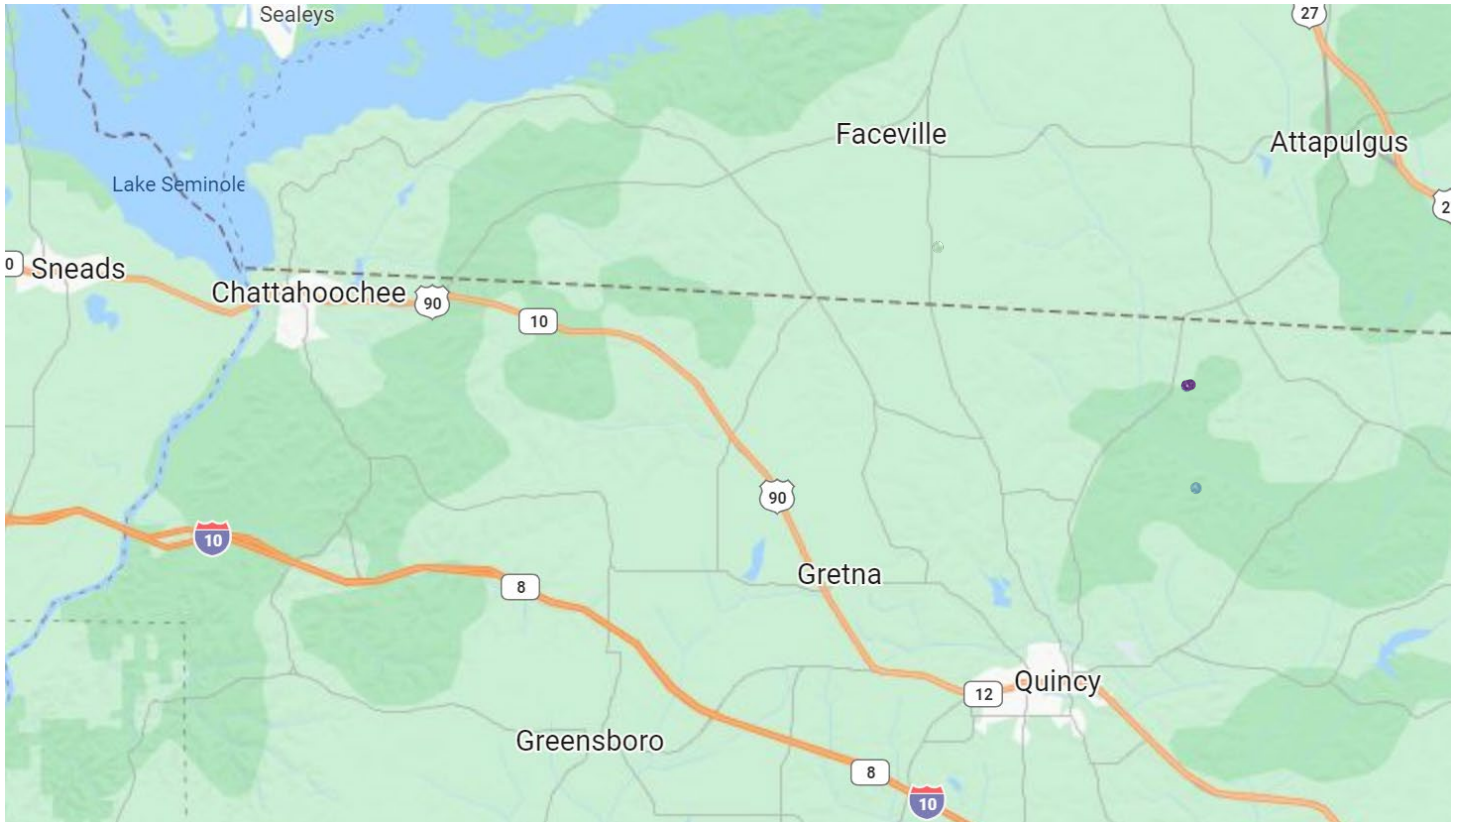 Sealeys
27
Faceville
Attapulgus
Lake Seminole
2
0
Sneads
Chattahoochee
90
10
90
10
Gretna
8
Quincy
12
Greensboro
8
10